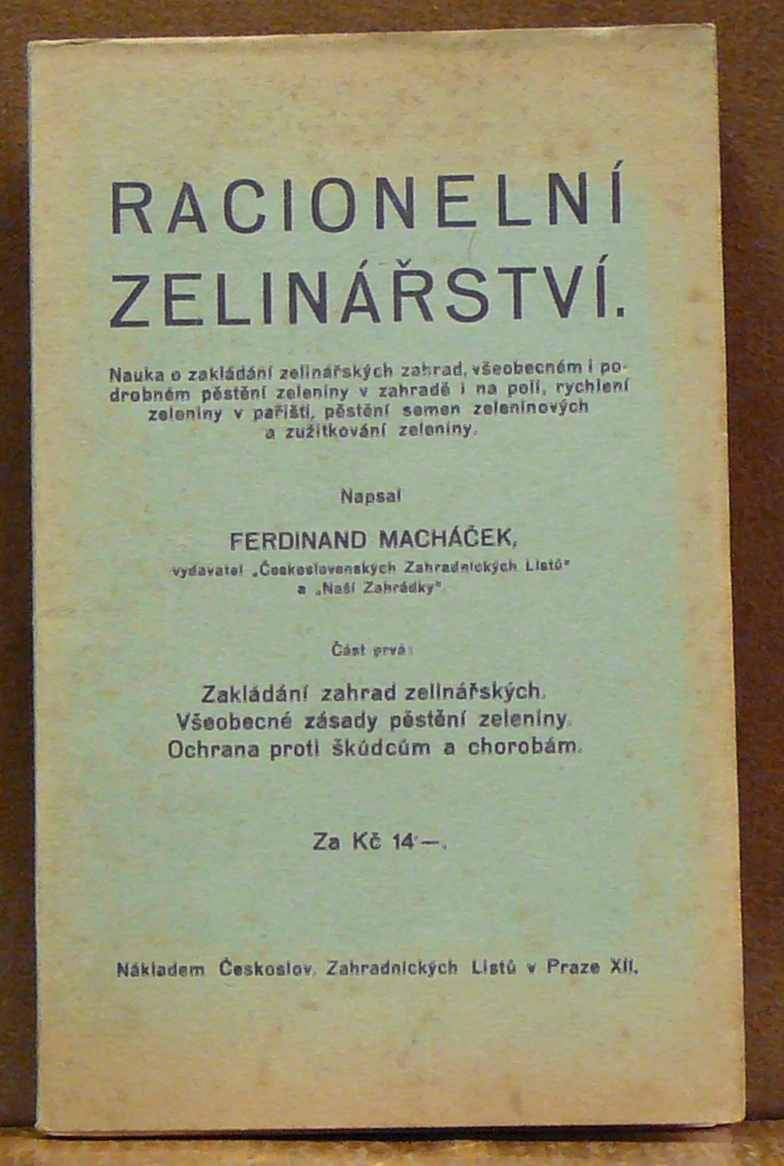 RACIONELNÍ
ZELINÁŘSTVÍ.
Nauka o zakládání zelinářských zahrad, všeobecném i po-
drobném pěstění zeleniny v zahradě i na poli, rychlení
zeleniny v pařišti, pěstění semen zeleninových
a zužitkování zeleniny.
Napsal
FERDINAND MACHÁČEK,
vydavatel „Československých Zahradnických Listů"
a „Naší Zahrádky"
Část prvá:
Zakládání zahrad zelinářských.
Všeobecné zásady pěstění zeleniny.
Ochrana proti škůdcům a chorobám.
Za Kč 14·—.
Nákladem Českoslov. Zahradnických Listů v Praze XII.